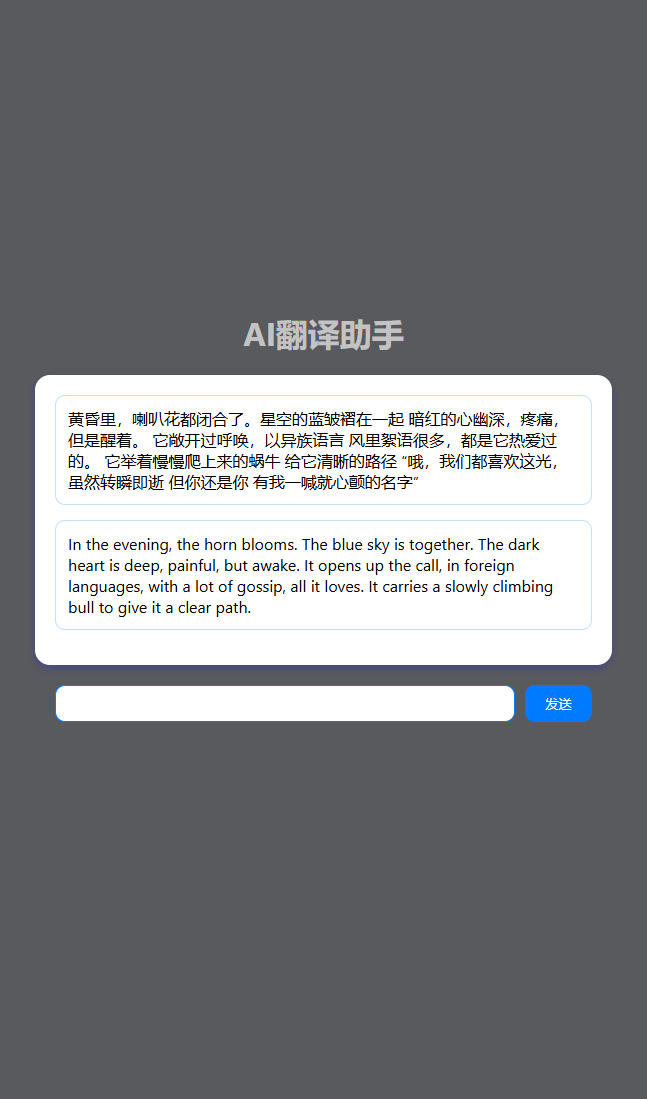 AI翻译助手
黄昏里，喇叭花都闭合了。星空的蓝皱褶在一起 暗红的心幽深，疼痛，
但是醒着。 它敞开过呼唤，以异族语言 风里絮语很多，都是它热爱过
的。 它举着慢慢爬上来的蜗牛 给它清晰的路径 “哦，我们都喜欢这光，
虽然转瞬即逝 但你还是你 有我一喊就心颤的名字”
In the evening, the horn blooms. The blue sky is together. The dark
heart is deep, painful, but awake. It opens up the call, in foreign
languages, with a lot of gossip, all it loves. It carries a slowly climbing
bull to give it a clear path.
发送